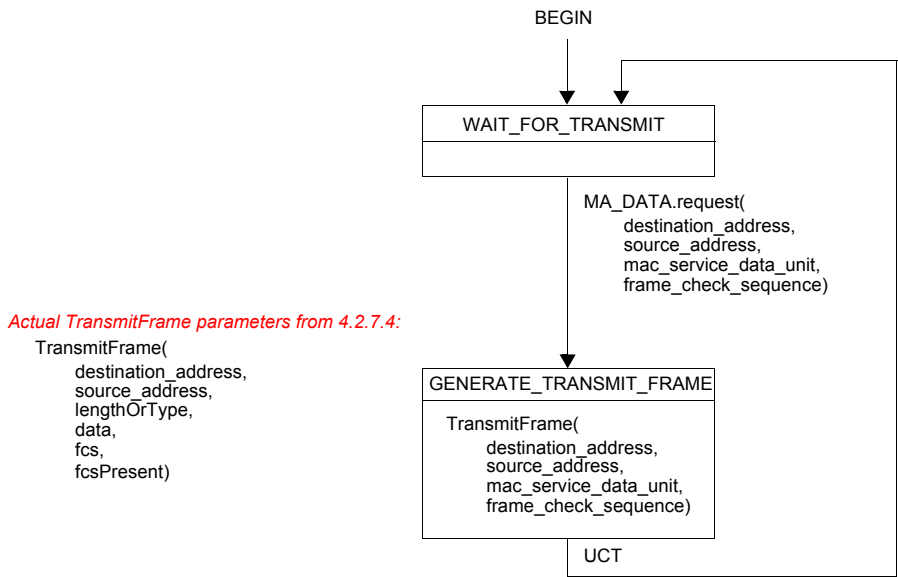 BEGIN
WAIT_FOR_TRANSMIT
MA_DATA.request(
destination_address,
source_address,
mac_service_data_unit,
frame_check_sequence)
Actual TransmitFrame parameters from 4.2.7.4:
TransmitFrame(
destination_address,
source_address,
lengthOrType,
data,
fcs,
fcsPresent)
GENERATE_TRANSMIT_FRAME
TransmitFrame(
destination_address,
source_address,
mac_service_data_unit,
frame_check_sequence)
UCT